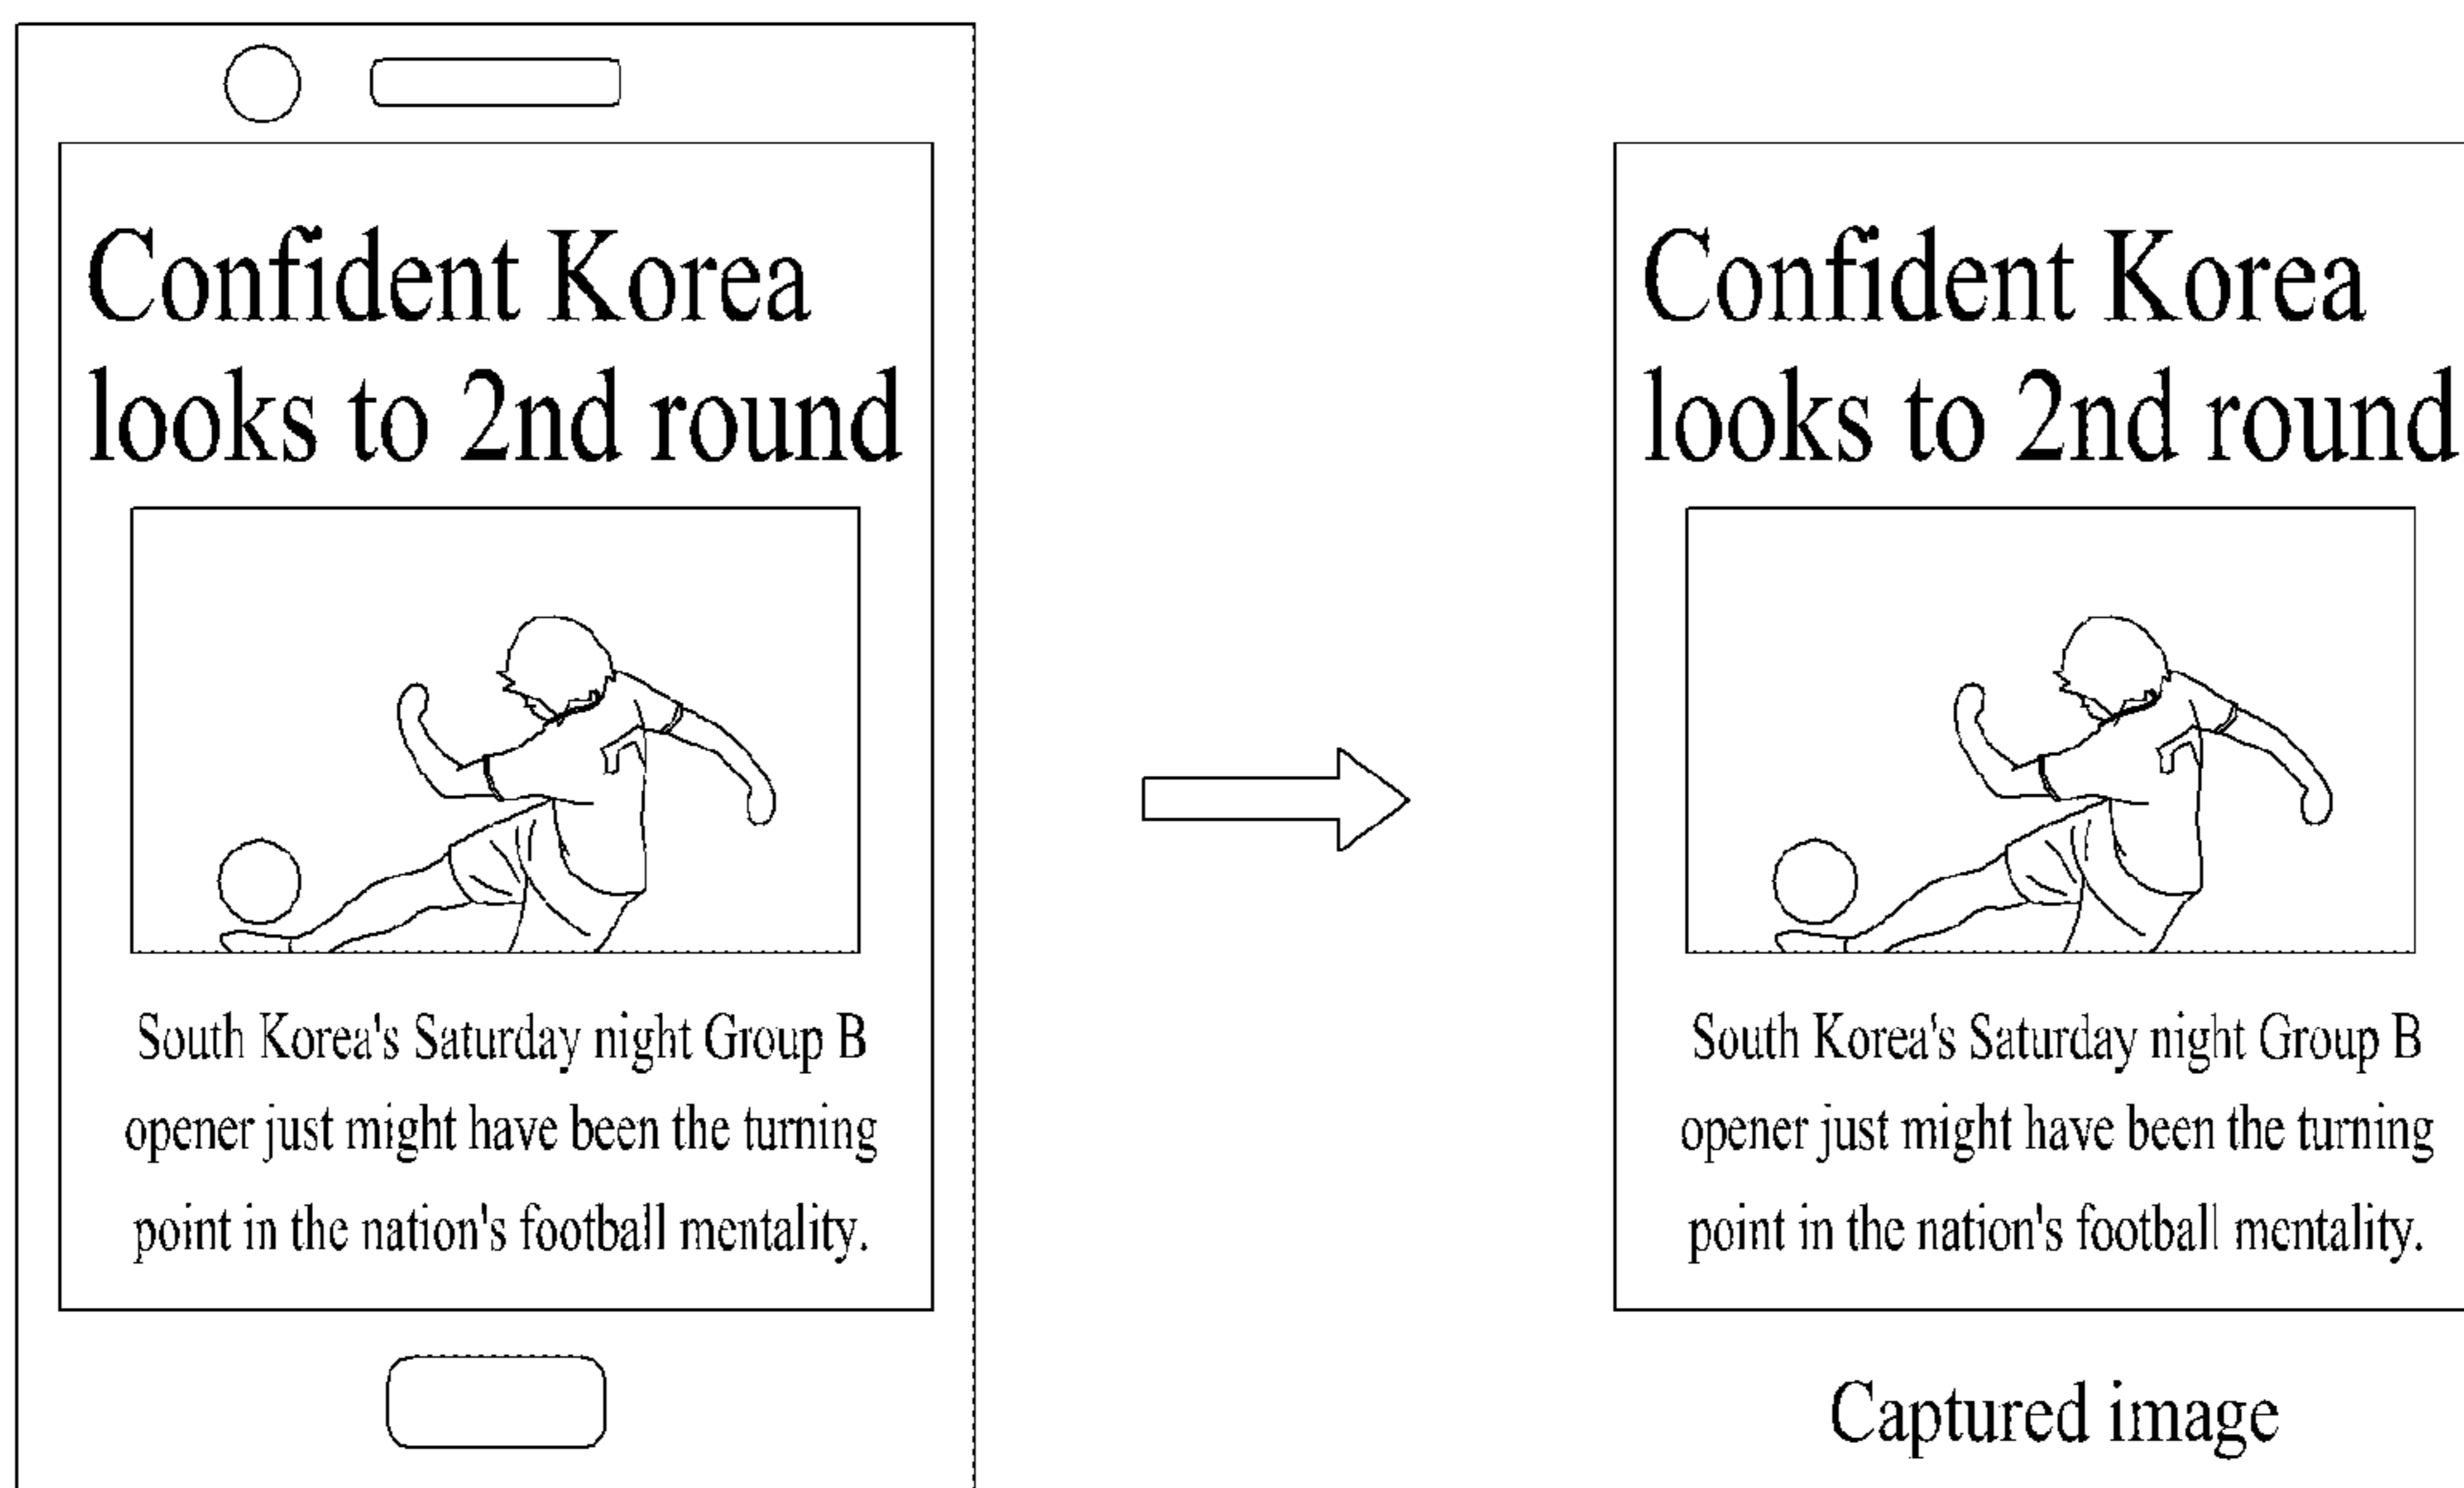 Confident Korea
looks to 2nd round
South Korea's Saturday night Group B
opener just might have been the turning
point in the nation's football mentality.
Confident Korea
looks to 2nd round
South Korea's Saturday night Group B
opener just might have been the turning
point in the nation's football mentality.
Captured image